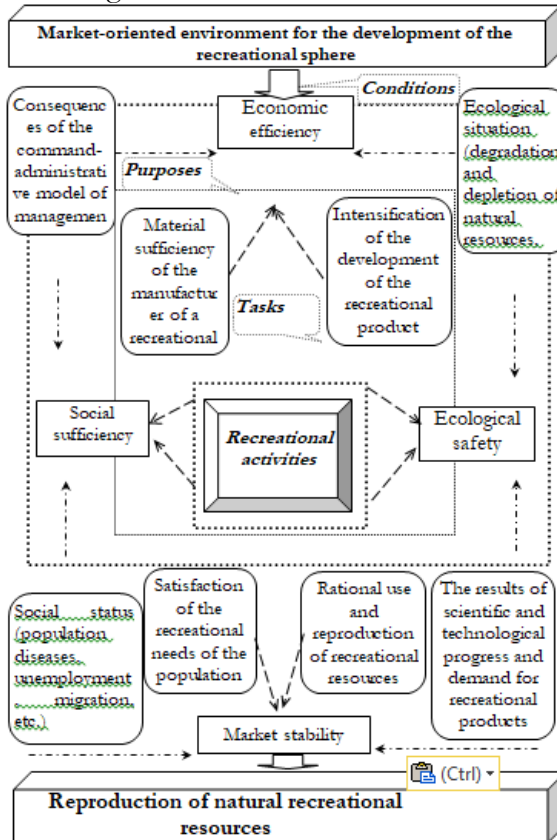 Market-oriented environment for the development of the
recreational sphere
Conditions
Consequenc
es of the
command-
administrati
ve model of
managemen
Economic
efficiency
Ecological
situation
(degradation
and
depletion of
natural
resources,
Purposes
Material
sufficiency
of the
manufactur
er of a
recreational
Intensification
of the
development
of the
recreational
product
Tasks
Social
sufficiency
Recreational
activities
Ecological
safety
Social status
(population
diseases,
unemployment
, migration,
etc.)
Satisfaction
of the
recreational
needs of the
population
Rational use
and
reproduction
of recreational
resources
The results of
scientific and
technological
progress and
demand for
recreational
products
Market stability
(Ctrl)
Reproduction of natural recreational
resources